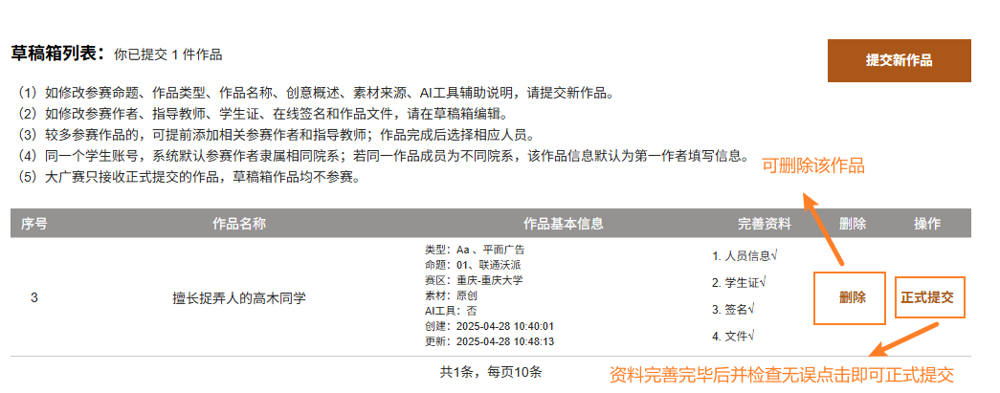 草稿箱列表：你已提交 1 件作品
提交新作品
（1）如修改参赛命题、作品类型、作品名称、创意概述、素材来源、AI工具辅助说明，请提交新作品。
（2）如修改参赛作者、指导教师、学生证、在线签名和作品文件，请在草稿箱编辑。
（3）较多参赛作品的，可提前添加相关参赛作者和指导教师；作品完成后选择相应人员。
（4）同一个学生账号，系统默认参赛作者隶属相同院系；若同一作品成员为不同院系，该作品信息默认为第一作者填写信息。
（5）大广赛只接收正式提交的作品，草稿箱作品均不参赛。
可删除该作品
序号 作品名称 作品基本信息 完善资料 删除 操作
3
擅长捉弄人的高木同学
类型：Aa 、平面广告
命题：01、联通沃派
赛区：重庆-重庆大学
素材：原创
AI工具：否
创建：2025-04-28 10:40:01
更新：2025-04-28 10:48:13
1. 人员信息√
2. 学生证√
3. 签名√
4. 文件√
删除
正式提交
共1条，每页10条
资料完善完毕后并检查无误点击即可正式提交